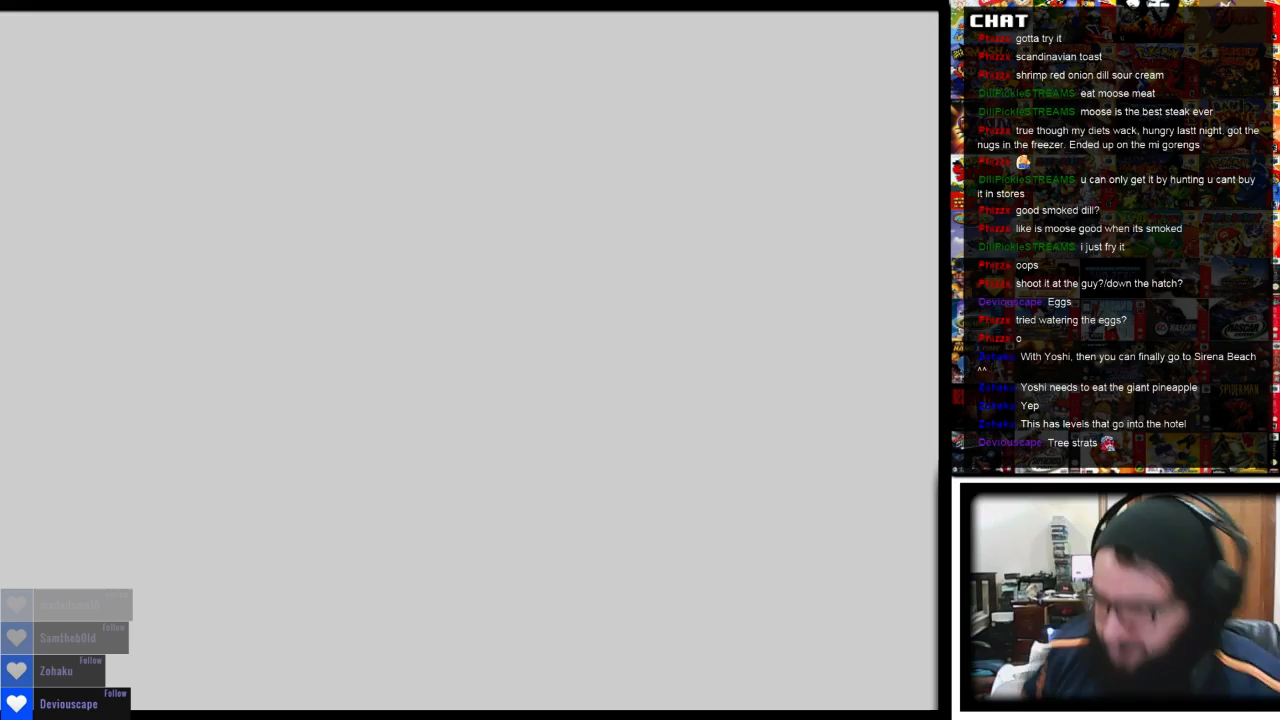 CHAT
Phizzx gotta try it
Phizzx scandinavian toast
Phizzx shrimp red onion dill sour cream
DillPickleSTREAMS eat moose meat
DillPickleSTREAMS moose is the best steak ever
Phizzx true though my diets wack, hungry lastt night, got the
nugs in the freezer. Ended up on the mi gorengs
Phizzx
DillPickleSTREAMS u can only get it by hunting u cant buy
it in stores
Phizzx good smoked dill?
Phizzx like is moose good when its smoked
DillPickleSTREAMS i just fry it
Phizzx oops
Phizzx shoot it at the guy?/down the hatch?
Deviouscape Eggs
Phizzx tried watering the eggs?
Phizzx o
Zohaku With Yoshi, then you can finally go to Sirena Beach
^^
Zohaku Yoshi needs to eat the giant pineapple
Zohaku Yep
Zohaku This has levels that go into the hotel
Deviouscape Tree strats
Follow
Samtheb0ld
Follow
Zohaku
Follow
Deviouscape